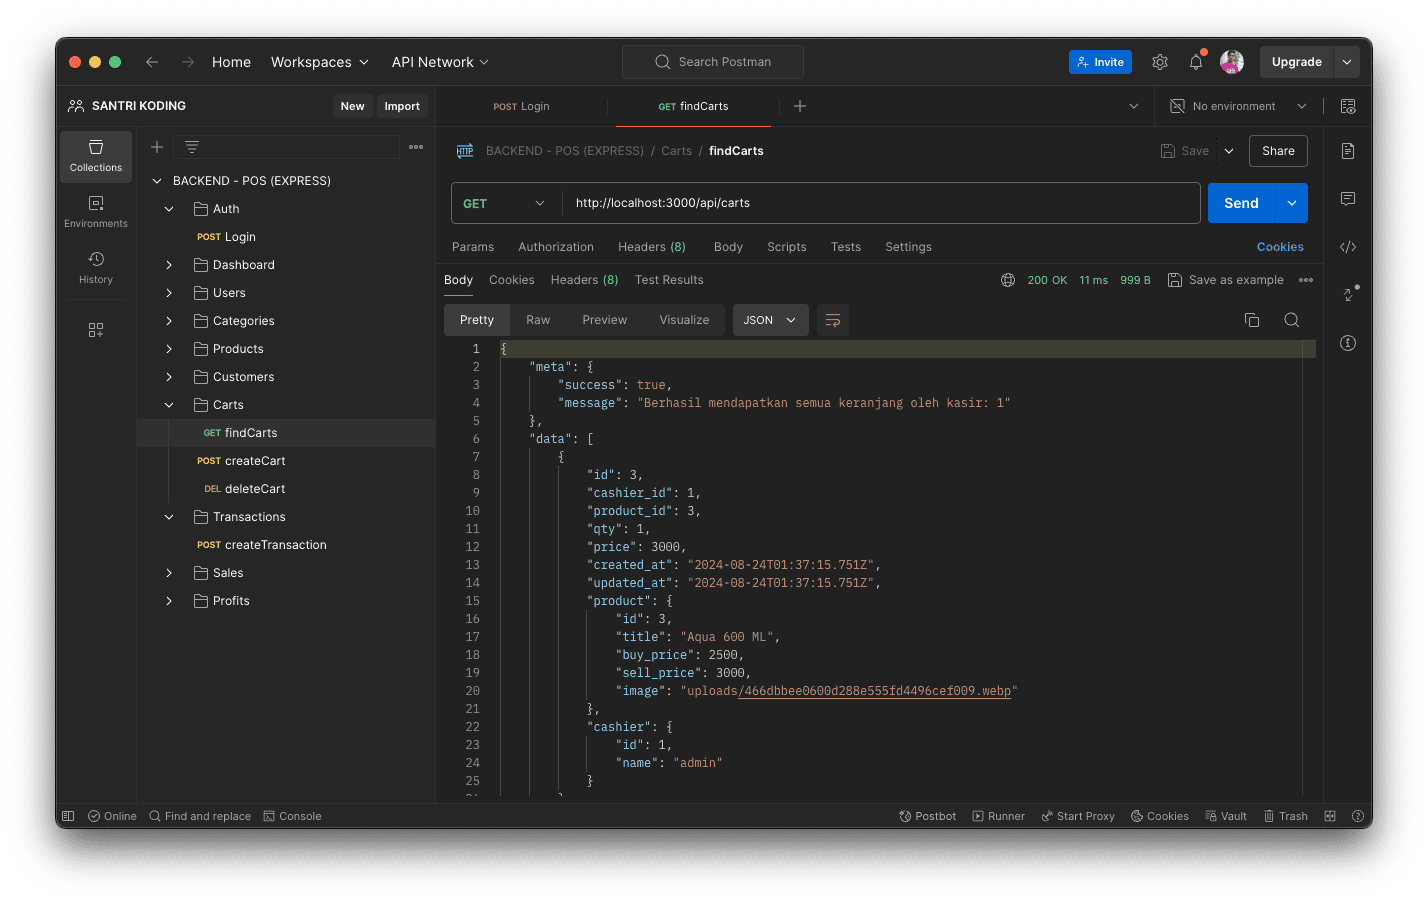 Home Workspaces API Network Search Postman Invite Upgrade
SANTRI KODING New Import
POST Login GET findCarts No environment
Collections
Environments
History
BACKEND - POS (EXPRESS)
Auth
POST Login
Dashboard
Users
Categories
Products
Customers
Carts
GET findCarts
POST createCart
DEL deleteCart
Transactions
POST createTransaction
Sales
Profits
HTTP BACKEND - POS (EXPRESS) / Carts / findCarts Save Share
GET http://localhost:3000/api/carts Send
Params Authorization Headers (8) Body Scripts Tests Settings Cookies
Body Cookies Headers (8) Test Results 200 OK 11 ms 999 B Save as example
Pretty Raw Preview Visualize JSON
1 {
2 "meta": {
3 "success": true,
4 "message": "Berhasil mendapatkan semua keranjang oleh kasir: 1"
5 },
6 "data": [
7 {
8 "id": 3,
9 "cashier_id": 1,
10 "product_id": 3,
11 "qty": 1,
12 "price": 3000,
13 "created_at": "2024-08-24T01:37:15.751Z",
14 "updated_at": "2024-08-24T01:37:15.751Z",
15 "product": {
16 "id": 3,
17 "title": "Aqua 600 ML",
18 "buy_price": 2500,
19 "sell_price": 3000,
20 "image": "uploads/466dbbee0600d288e555fd4496cef009.webp"
21 },
22 "cashier": {
23 "id": 1,
24 "name": "admin"
25 }
Online Find and replace Console Postbot Runner Start Proxy Cookies Vault Trash